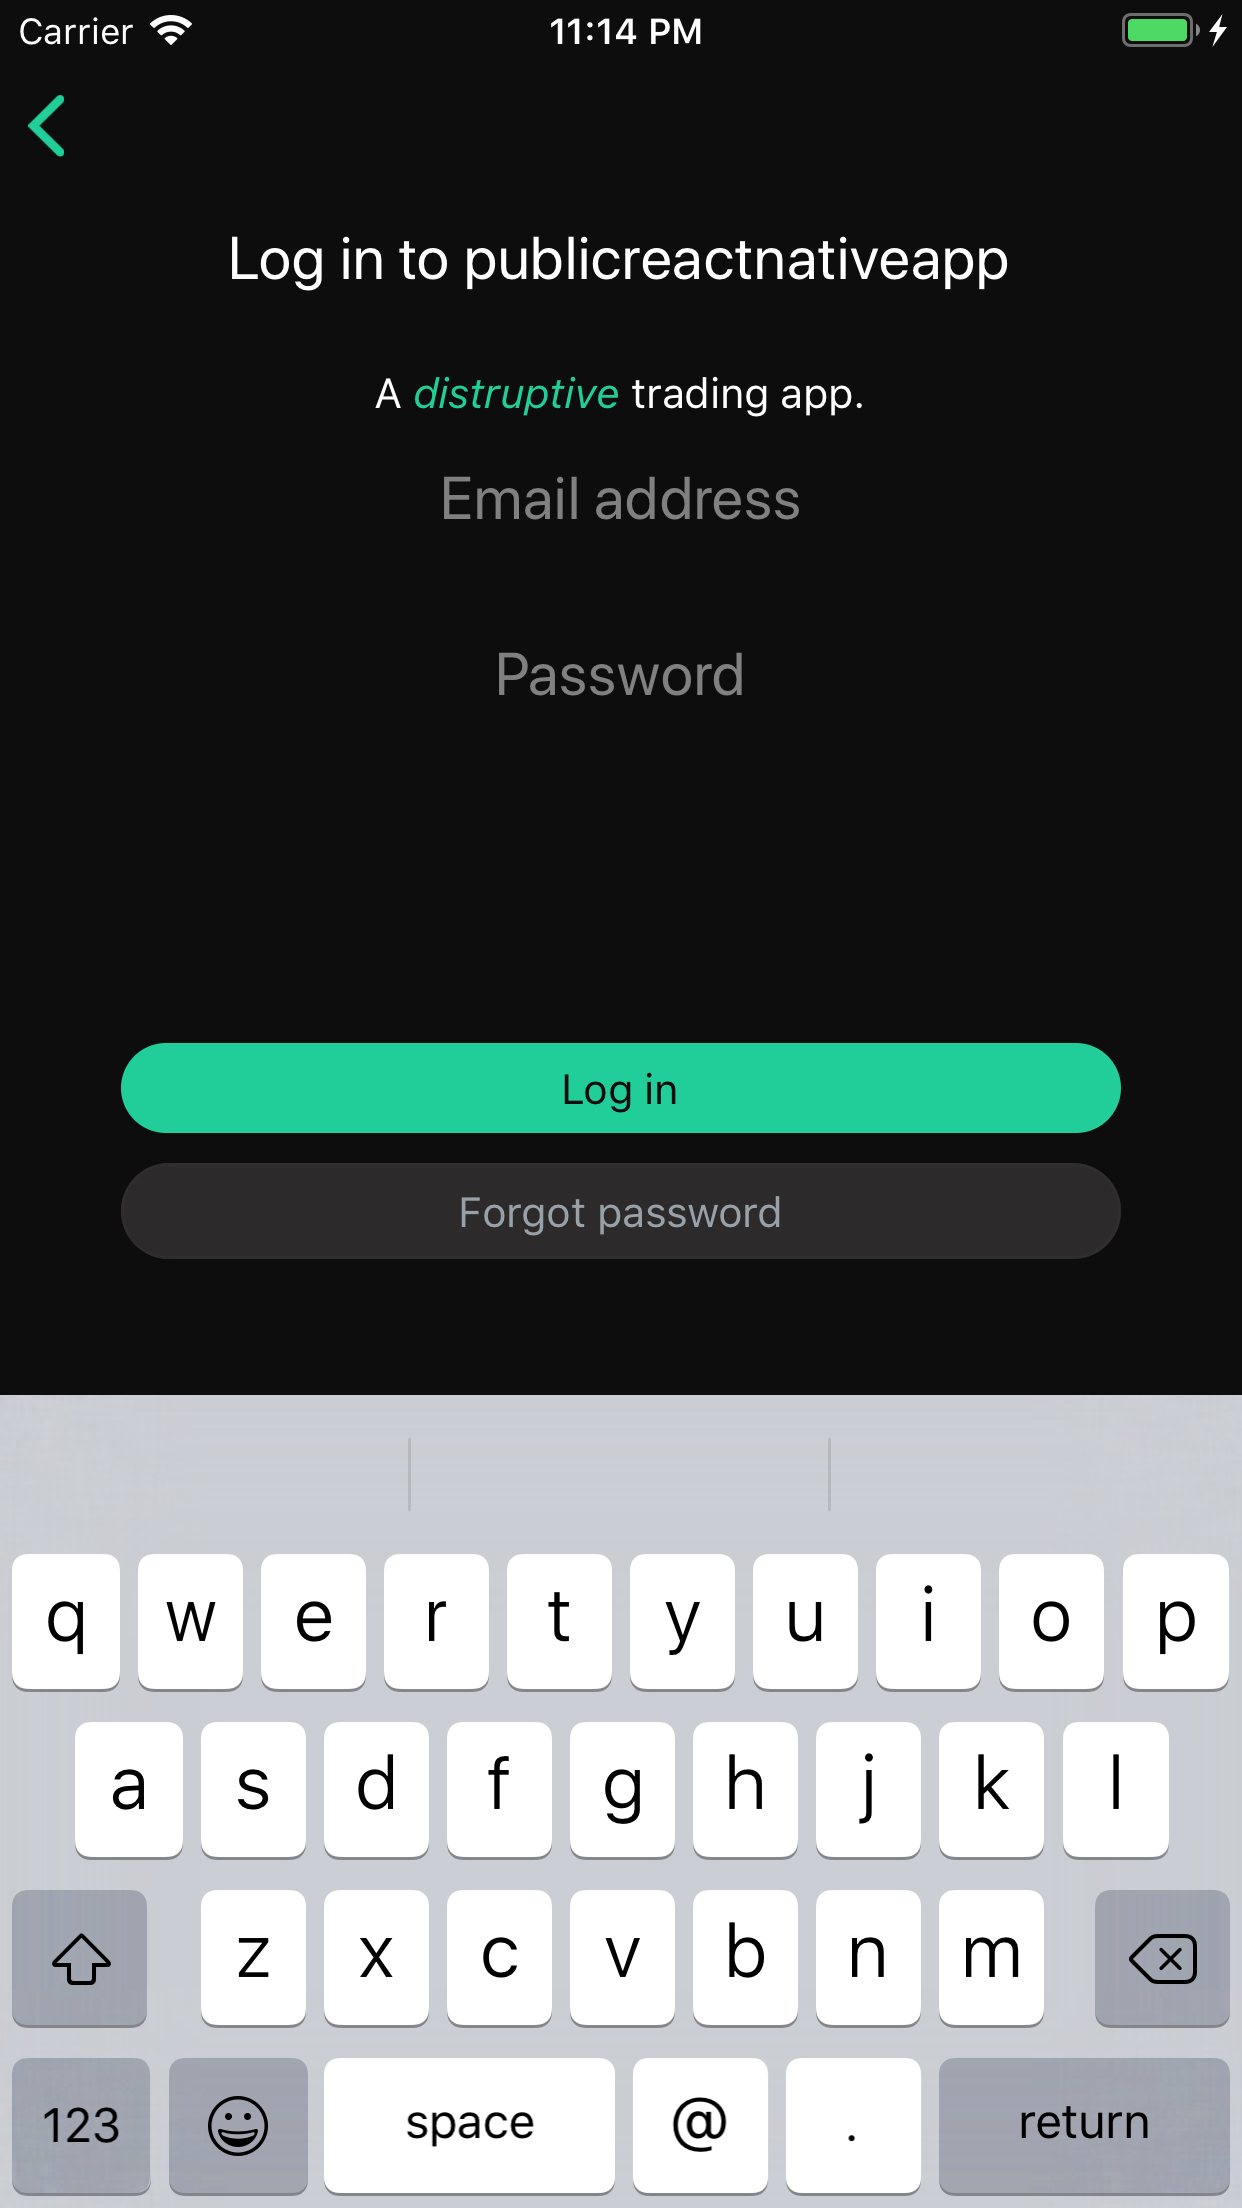 Carrier 11:14 PM
Log in to publicreactnativeapp
A distruptive trading app.
Email address
Password
Log in
Forgot password
q w e r t y u i o p
a s d f g h j k l
z x c v b n m
123 space @ . return